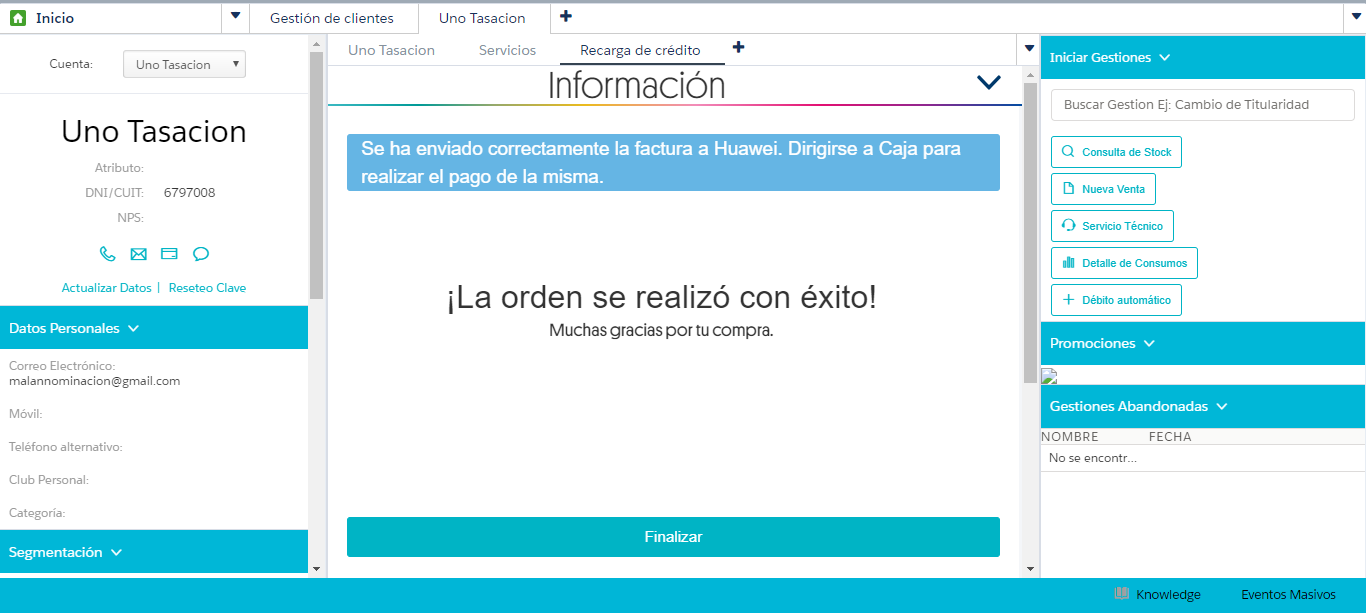 Inicio
Gestión de clientes
Uno Tasacion
Cuenta:
Uno Tasacion
Uno Tasacion
Atributo:
DNI/CUIT: 6797008
NPS:
Actualizar Datos | Reseteo Clave
Datos Personales
Correo Electrónico:
malannominacion@gmail.com
Móvil:
Teléfono alternativo:
Club Personal:
Categoría:
Segmentación
Uno Tasacion
Servicios
Recarga de crédito
Información
Se ha enviado correctamente la factura a Huawei. Dirigirse a Caja para
realizar el pago de la misma.
¡La orden se realizó con éxito!
Muchas gracias por tu compra.
Finalizar
Iniciar Gestiones
Buscar Gestion Ej: Cambio de Titularidad
Consulta de Stock
Nueva Venta
Servicio Técnico
Detalle de Consumos
Débito automático
Promociones
Gestiones Abandonadas
NOMBRE FECHA
No se encontr...
Knowledge
Eventos Masivos